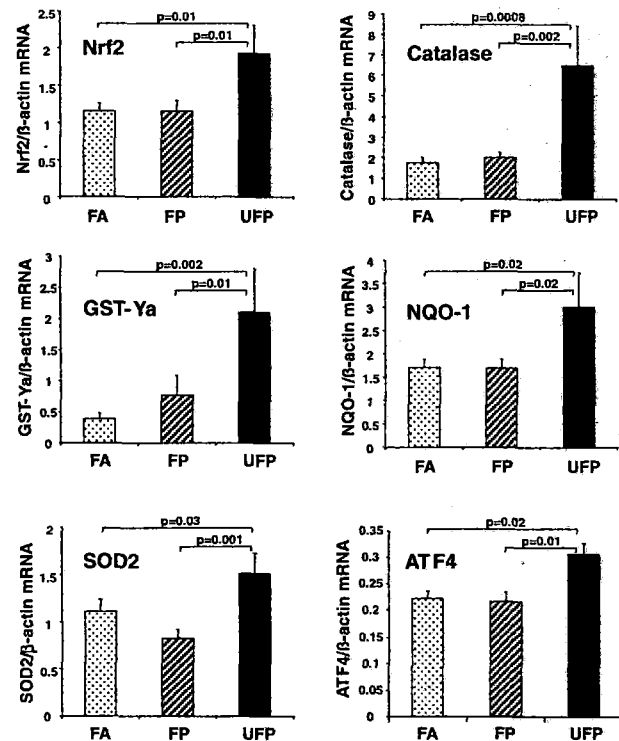 p=0.01
p=0.01
Nrf2
Nrf2/ß-actin mRNA
2.5
2
1.5
1
0.5
0
FA FP UFP
p=0.0008
p=0.002
Catalase
Catalase/ß-actin mRNA
9
8
7
6
5
4
3
2
1
0
FA FP UFP
p=0.002
p=0.01
GST-Ya
GST-Ya/ß-actin mRNA
3
2.5
2
1.5
1
0.5
0
FA FP UFP
p=0.02
p=0.02
NQO-1
NQO-1/ß-actin mRNA
4
3.5
3
2.5
2
1.5
1
0.5
0
FA FP UFP
p=0.03
p=0.001
SOD2
SOD2/β-actin mRNA
2
1.5
1
0.5
0
FA FP UFP
p=0.02
p=0.01
ATF4
ATF4/ß-actin mRNA
0.35
0.3
0.25
0.2
0.15
0.1
0.05
0
FA FP UFP